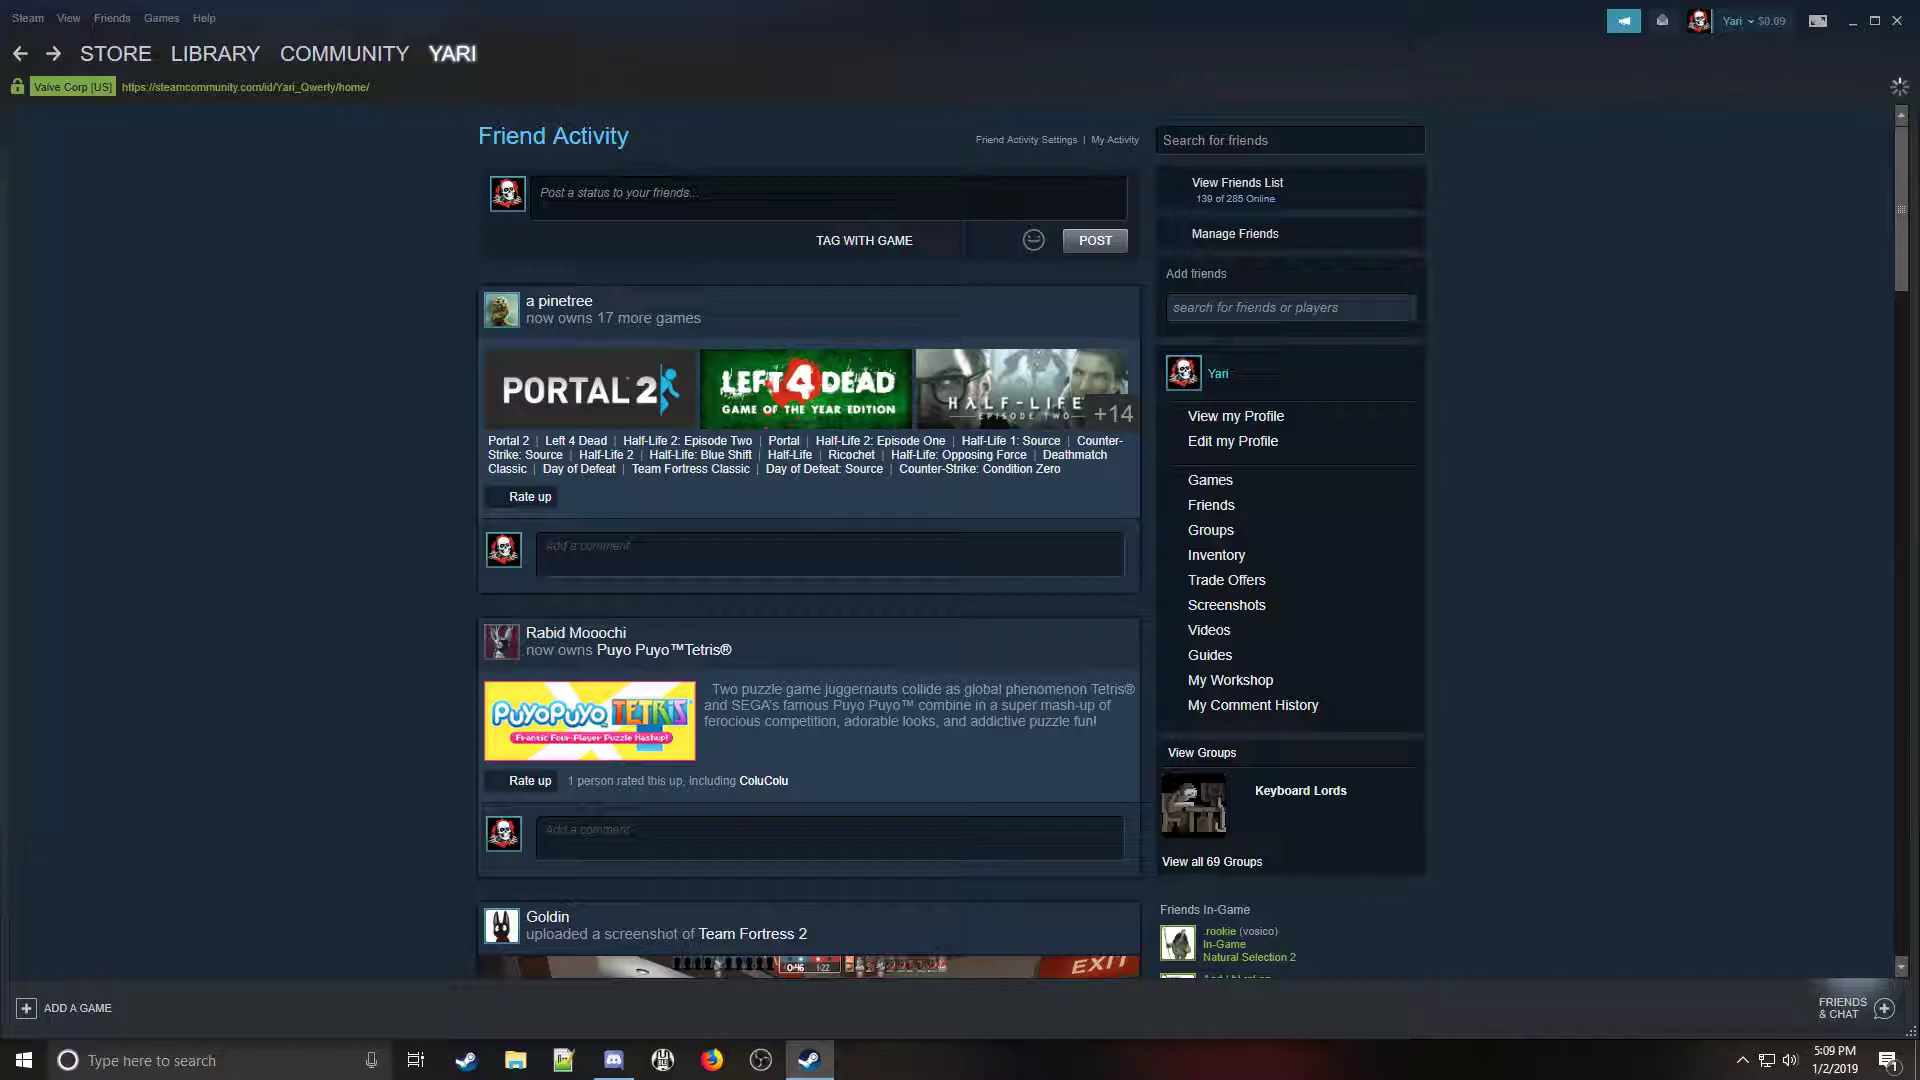 Steam View Friends Games Help
Yari $0.09
STORE LIBRARY COMMUNITY YARI
Valve Corp [US] https://steamcommunity.com/id/Yari_Qwerty/home/
Friend Activity
Friend Activity Settings | My Activity
Post a status to your friends...
TAG WITH GAME
POST
a pinetree
now owns 17 more games
PORTAL 2
LEFT 4 DEAD
GAME OF THE YEAR EDITION
HALF-LIFE
EPISODE TWO
+14
Portal 2 | Left 4 Dead | Half-Life 2: Episode Two | Portal | Half-Life 2: Episode One | Half-Life 1: Source | Counter-
Strike: Source | Half-Life 2 | Half-Life: Blue Shift | Half-Life | Ricochet | Half-Life: Opposing Force | Deathmatch
Classic | Day of Defeat | Team Fortress Classic | Day of Defeat: Source | Counter-Strike: Condition Zero
Rate up
Add a comment
Rabid Mooochi
now owns Puyo Puyo™Tetris®
PuyoPuyo TETRIS
Frantic Four-Player Puzzle Mashup!
Two puzzle game juggernauts collide as global phenomenon Tetris®
and SEGA's famous Puyo Puyo™ combine in a super mash-up of
ferocious competition, adorable looks, and addictive puzzle fun!
Rate up 1 person rated this up, including ColuColu
Add a comment
Goldin
uploaded a screenshot of Team Fortress 2
0:46 1:22
EXIT
Search for friends
View Friends List
139 of 285 Online
Manage Friends
Add friends
search for friends or players
Yari
View my Profile
Edit my Profile
Games
Friends
Groups
Inventory
Trade Offers
Screenshots
Videos
Guides
My Workshop
My Comment History
View Groups
Keyboard Lords
View all 69 Groups
Friends In-Game
.rookie (vosico)
In-Game
Natural Selection 2
ADD A GAME
FRIENDS
& CHAT
Type here to search
5:09 PM
1/2/2019
1